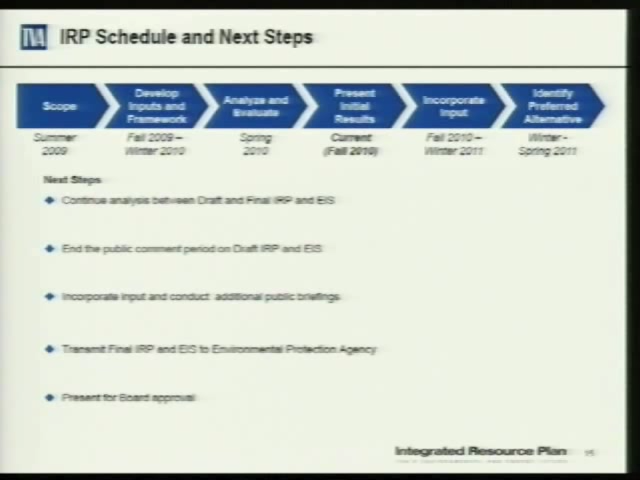 TVA IRP Schedule and Next Steps
Scope
Develop
Inputs and
Framework
Analyze and
Evaluate
Present
Initial
Results
Incorporate
Input
Identify
Preferred
Alternative
Summer
2009
Fall 2009 –
Winter 2010
Spring
2010
Current
(Fall 2010)
Fall 2010 –
Winter 2011
Winter -
Spring 2011
Next Steps
Continue analysis between Draft and Final IRP and EIS
End the public comment period on Draft IRP and EIS
Incorporate input and conduct additional public briefings
Transmit Final IRP and EIS to Environmental Protection Agency
Present for Board approval
Integrated Resource Plan